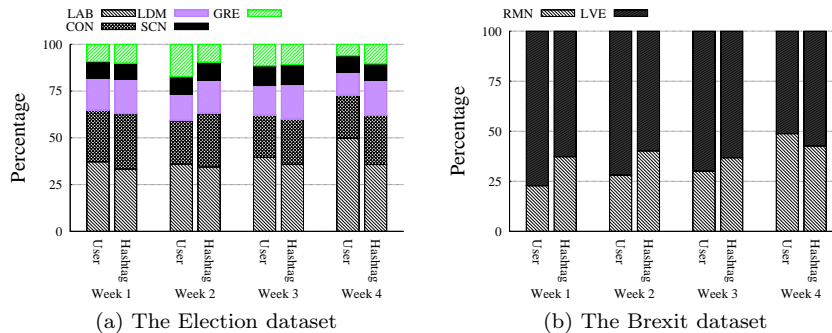 LAB LDM GRE
CON SCN
100
75
50
25
0
Percentage
User Hashtag User Hashtag User Hashtag User Hashtag
Week 1 Week 2 Week 3 Week 4
(a) The Election dataset
RMN LVE
100
75
50
25
0
Percentage
User Hashtag User Hashtag User Hashtag User Hashtag
Week 1 Week 2 Week 3 Week 4
(b) The Brexit dataset